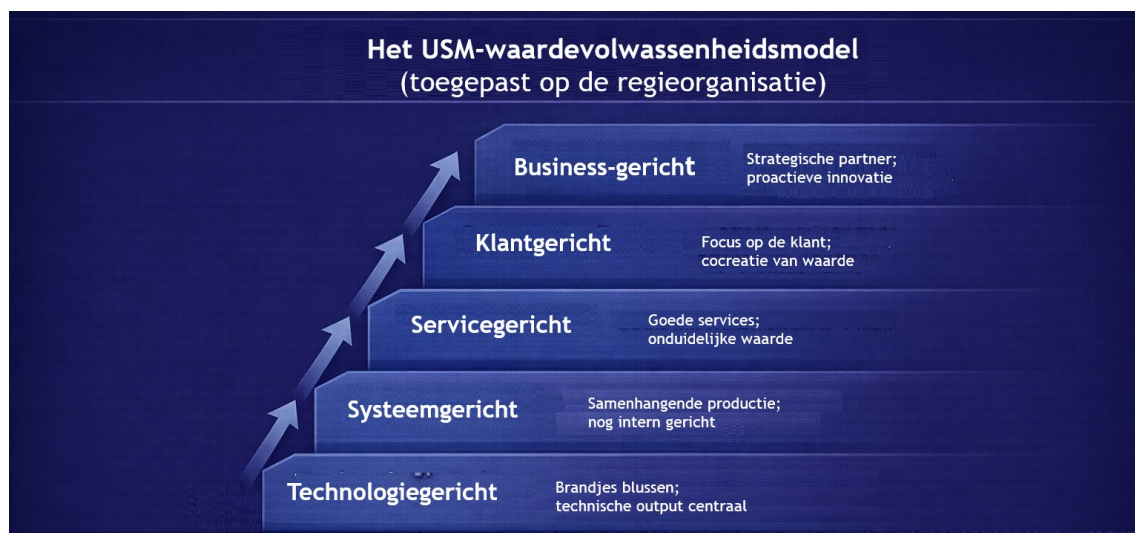 Het USM-waardevolwassenheidsmodel
(toegepast op de regieorganisatie)
Business-gericht
Strategische partner;
proactieve innovatie
Klantgericht
Focus op de klant;
cocreatie van waarde
Servicegericht
Goede services;
onduidelijke waarde
Systeemgericht
Samenhangende productie;
nog intern gericht
Technologiegericht
Brandjes blussen;
technische output centraal